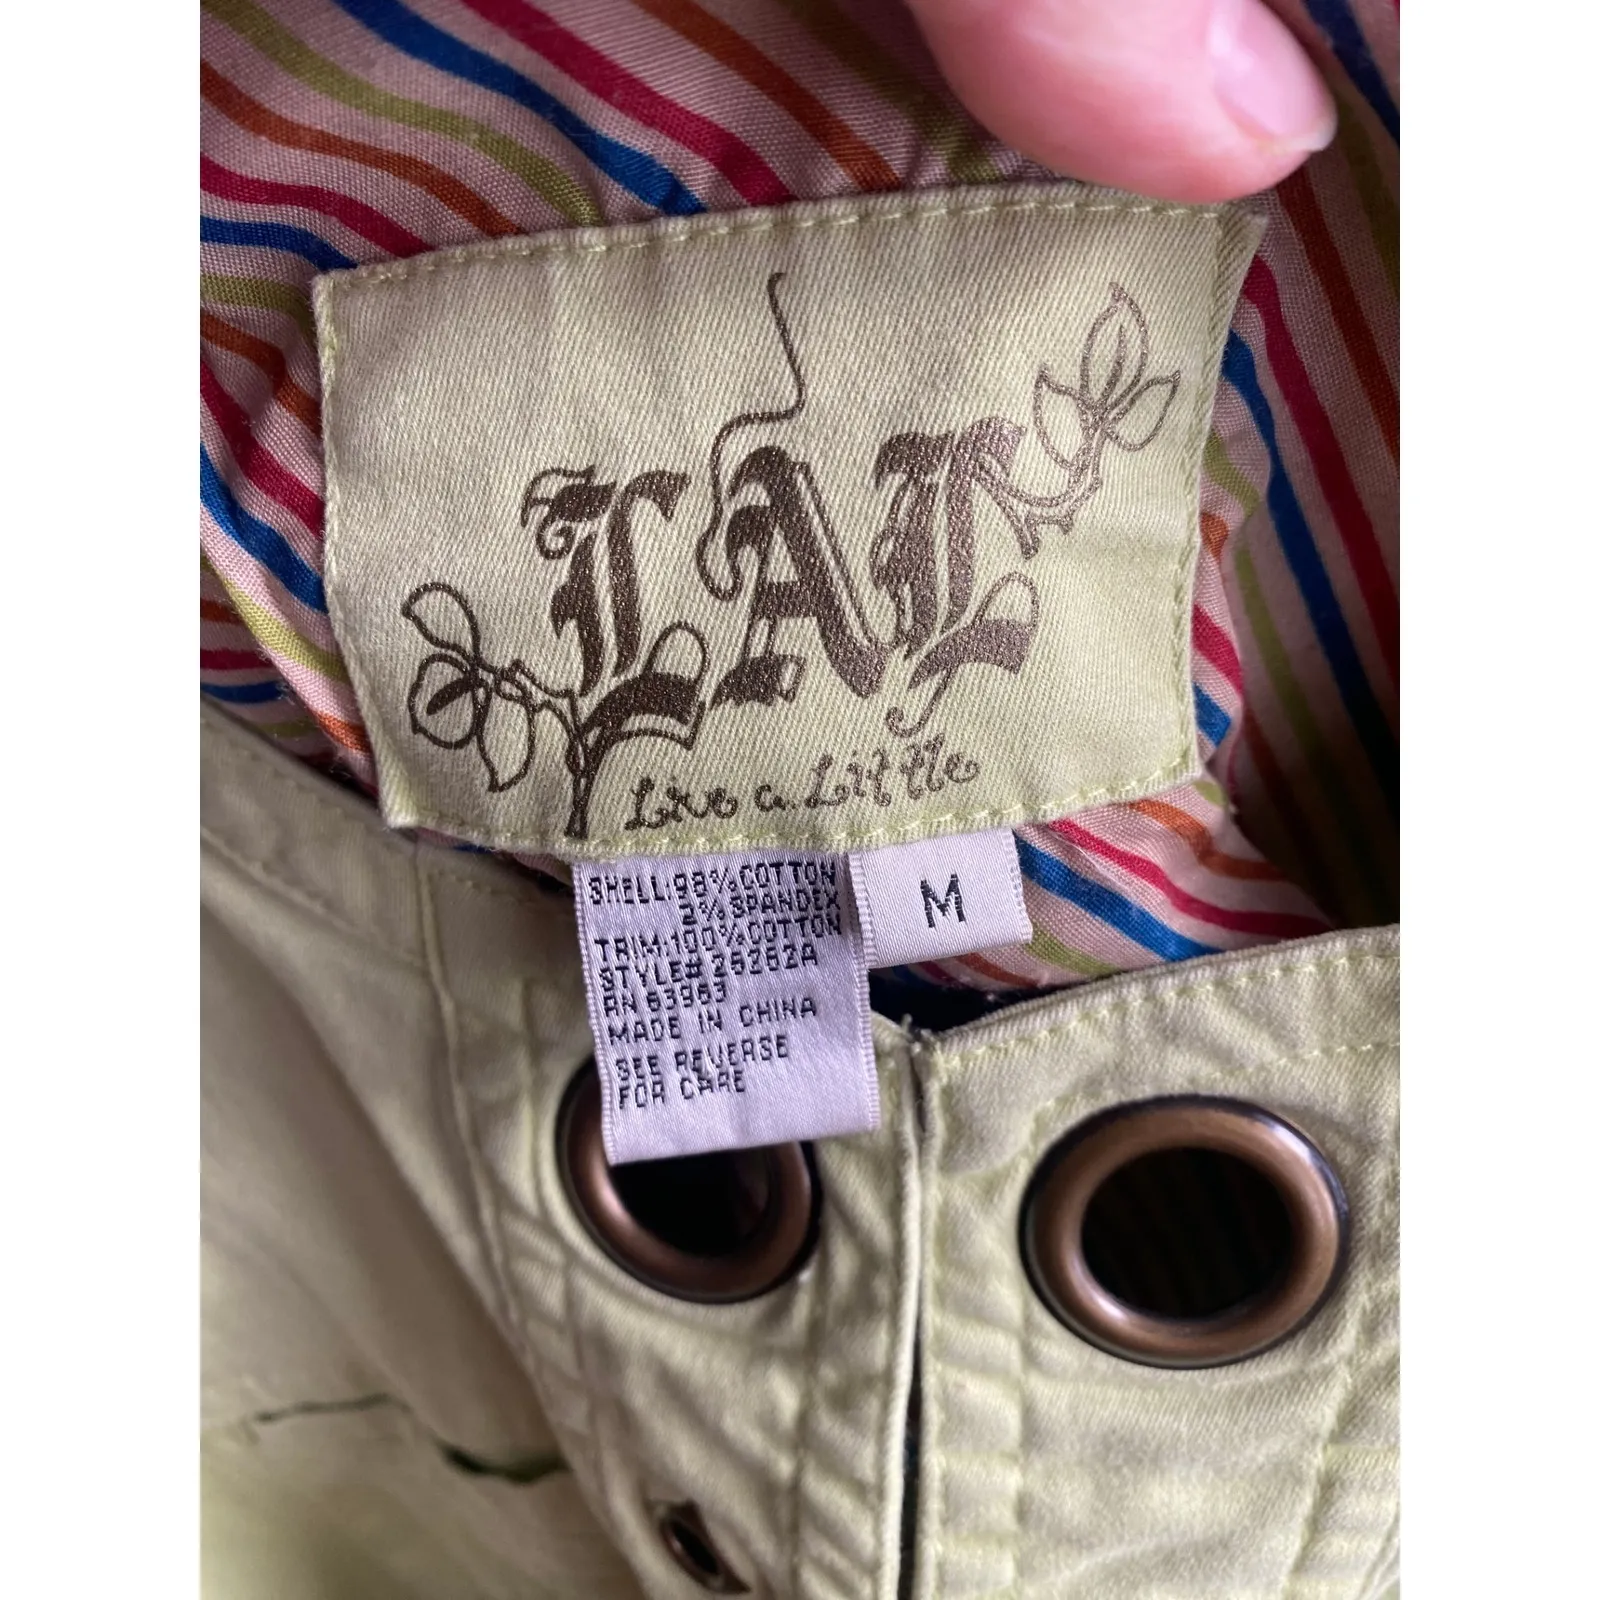 LAL
Live a Little
SHELL:98%COTTON
2%SPANDEX
TRIM:100%COTTON
STYLE# 26262A
RN 63963
MADE IN CHINA
SEE REVERSE
FOR CARE
M